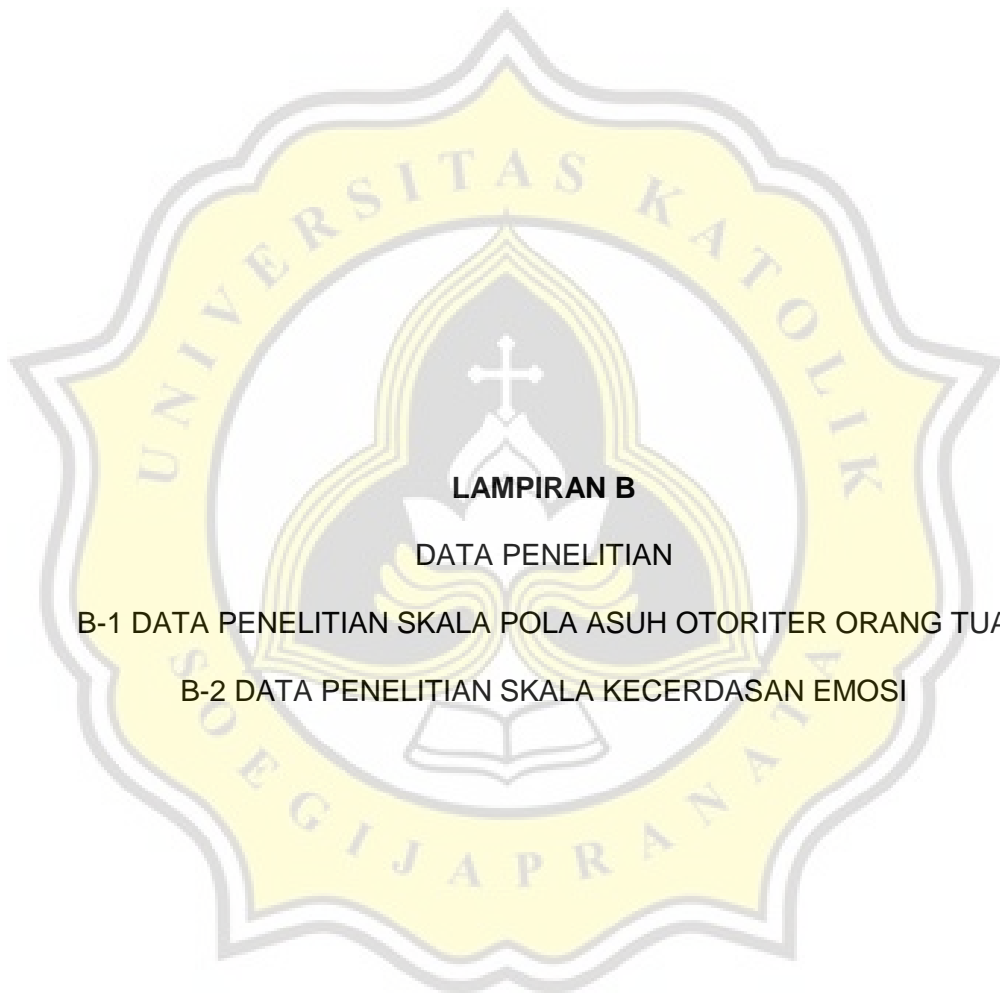 UNIVERSITAS KATOLIK
LAMPIRAN B
DATA PENELITIAN
B-1 DATA PENELITIAN SKALA POLA ASUH OTORITER ORANG TUA
B-2 DATA PENELITIAN SKALA KECERDASAN EMOSI
SOEGIJAPRANATA